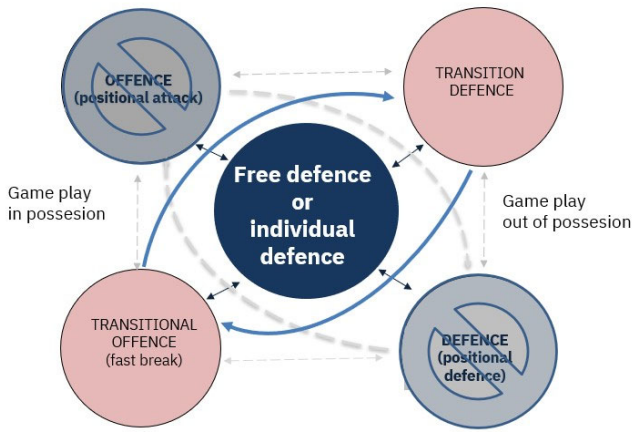 OFFENCE
(positional attack)
TRANSITION
DEFENCE
Free defence
or
individual
defence
Game play
in possesion
Game play
out of possesion
TRANSITIONAL
OFFENCE
(fast break)
DEFENCE
(positional
defence)